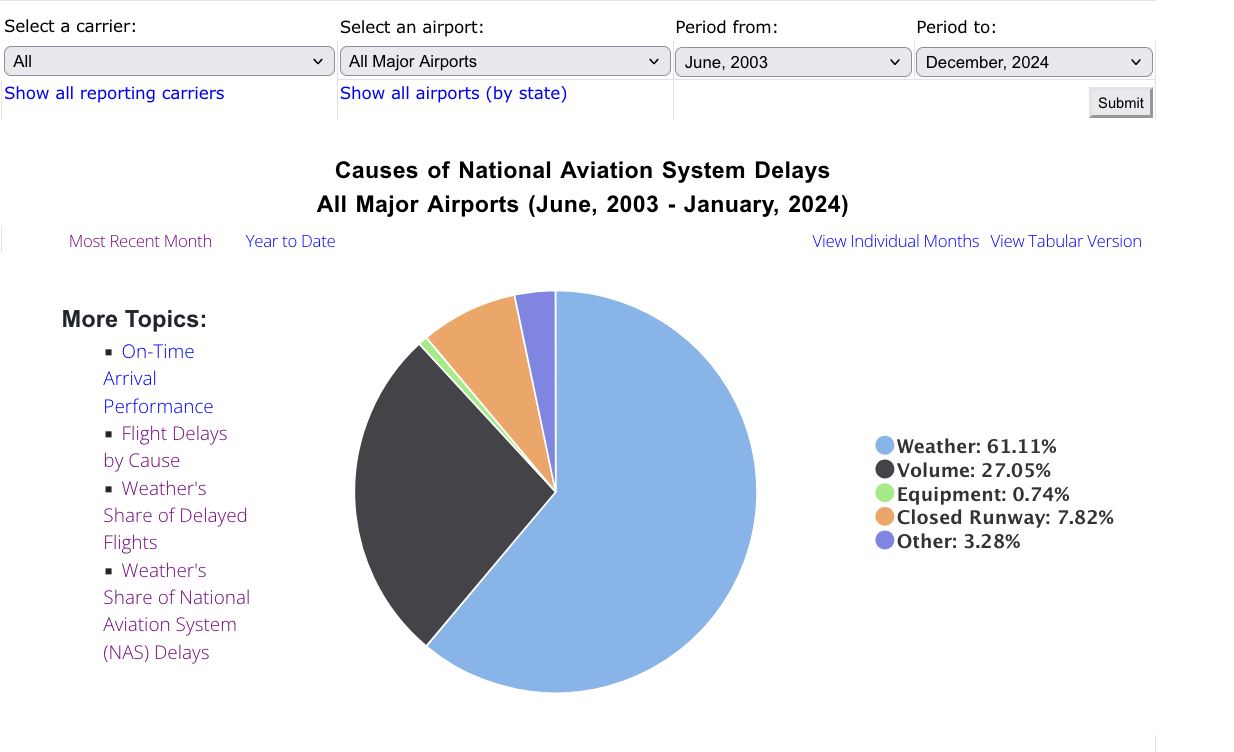 Select a carrier:
Select an airport:
Period from:
Period to:
All
All Major Airports
June, 2003
December, 2024
Show all reporting carriers
Show all airports (by state)
Submit
Causes of National Aviation System Delays
All Major Airports (June, 2003 - January, 2024)
Most Recent Month
Year to Date
View Individual Months
View Tabular Version
More Topics:
On-Time
Arrival
Performance
Flight Delays
by Cause
Weather's
Share of Delayed
Flights
Weather's
Share of National
Aviation System
(NAS) Delays
Weather: 61.11%
Volume: 27.05%
Equipment: 0.74%
Closed Runway: 7.82%
Other: 3.28%